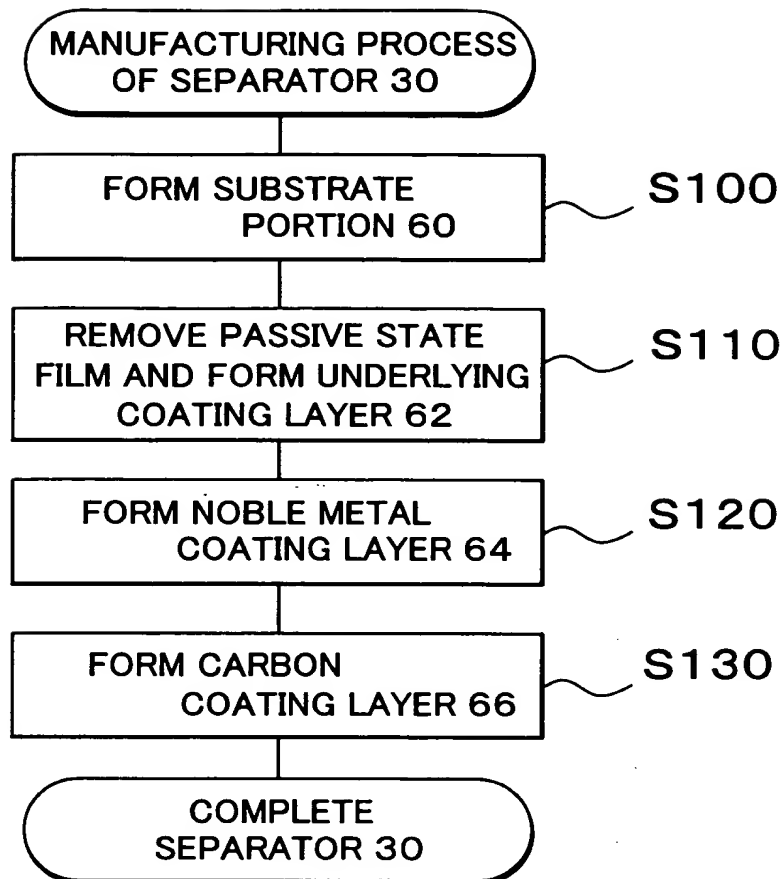 MANUFACTURING PROCESS
OF SEPARATOR 30
FORM SUBSTRATE
PORTION 60
S100
REMOVE PASSIVE STATE
FILM AND FORM UNDERLYING
COATING LAYER 62
S110
FORM NOBLE METAL
COATING LAYER 64
S120
FORM CARBON
COATING LAYER 66
S130
COMPLETE
SEPARATOR 30